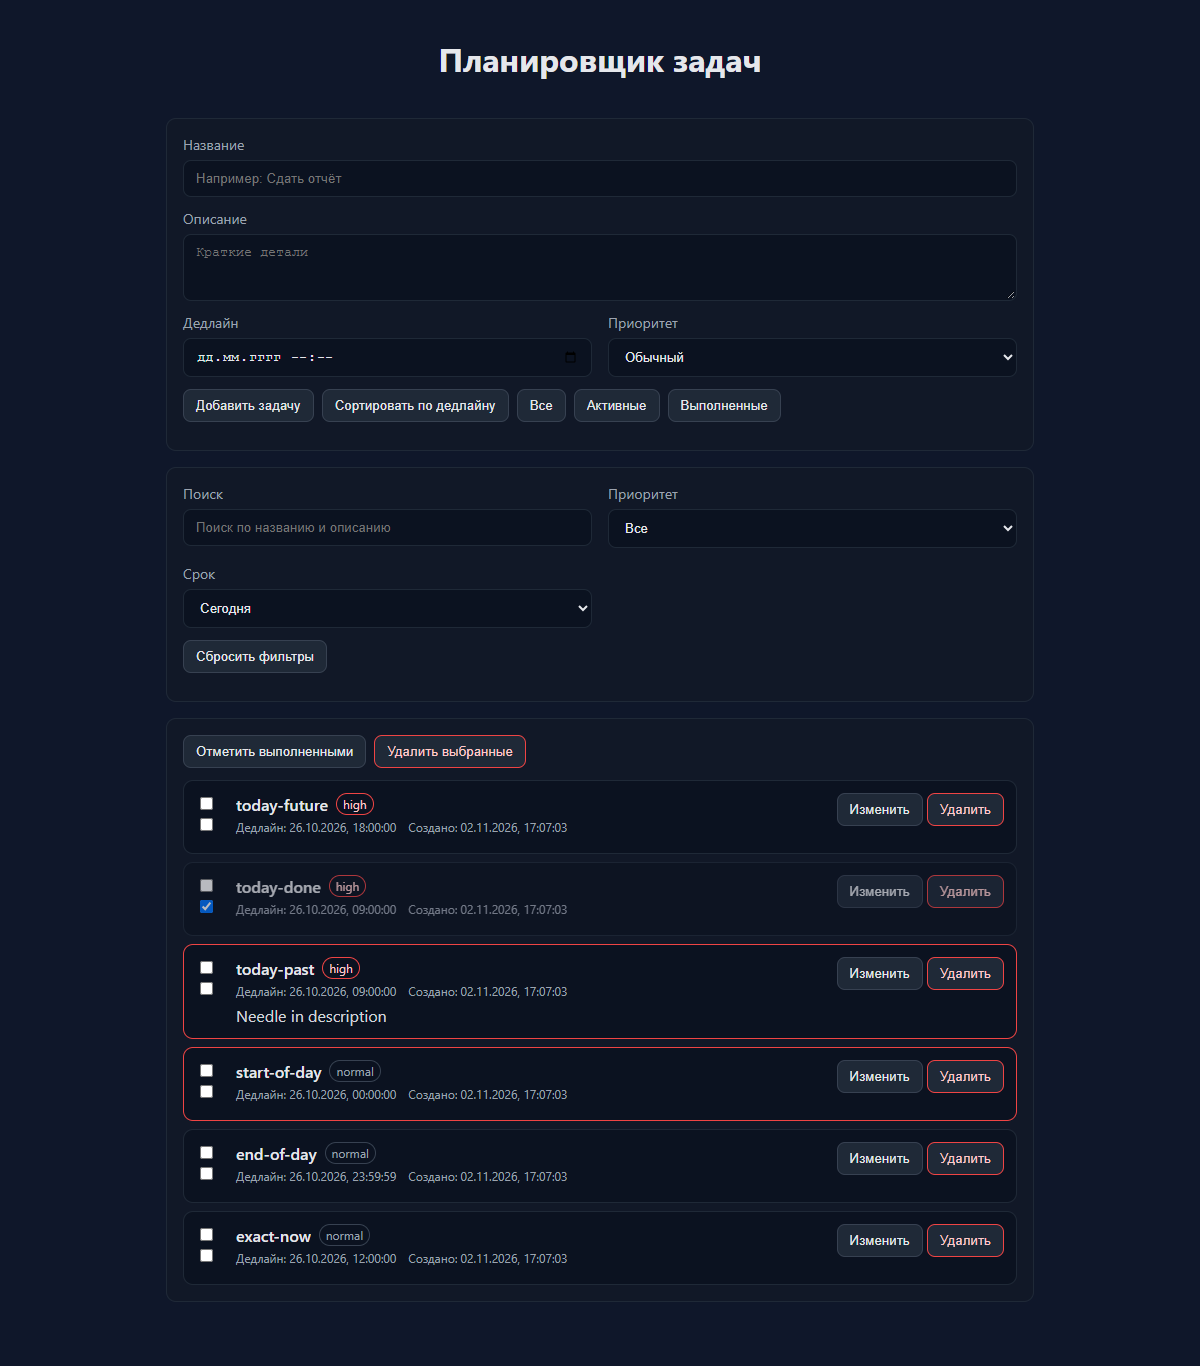 Планировщик задач
Название
Например: Сдать отчёт
Описание
Краткие детали
Дедлайн Приоритет
дд.мм.гггг --:-- Обычный
Добавить задачу Сортировать по дедлайну Все Активные Выполненные
Поиск Приоритет
Поиск по названию и описанию Все
Срок
Сегодня
Сбросить фильтры
Отметить выполненными Удалить выбранные
today-future high Изменить Удалить
Дедлайн: 26.10.2026, 18:00:00 Создано: 02.11.2026, 17:07:03
today-done high Изменить Удалить
Дедлайн: 26.10.2026, 09:00:00 Создано: 02.11.2026, 17:07:03
today-past high Изменить Удалить
Дедлайн: 26.10.2026, 09:00:00 Создано: 02.11.2026, 17:07:03
Needle in description
start-of-day normal Изменить Удалить
Дедлайн: 26.10.2026, 00:00:00 Создано: 02.11.2026, 17:07:03
end-of-day normal Изменить Удалить
Дедлайн: 26.10.2026, 23:59:59 Создано: 02.11.2026, 17:07:03
exact-now normal Изменить Удалить
Дедлайн: 26.10.2026, 12:00:00 Создано: 02.11.2026, 17:07:03